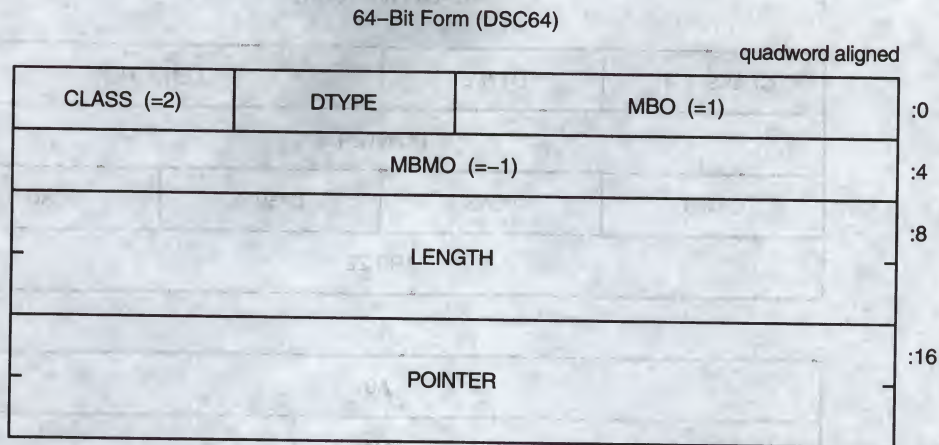 64–Bit Form (DSC64)
quadword aligned
CLASS (=2) DTYPE MBO (=1) :0
MBMO (=–1) :4
:8
LENGTH
:16
POINTER